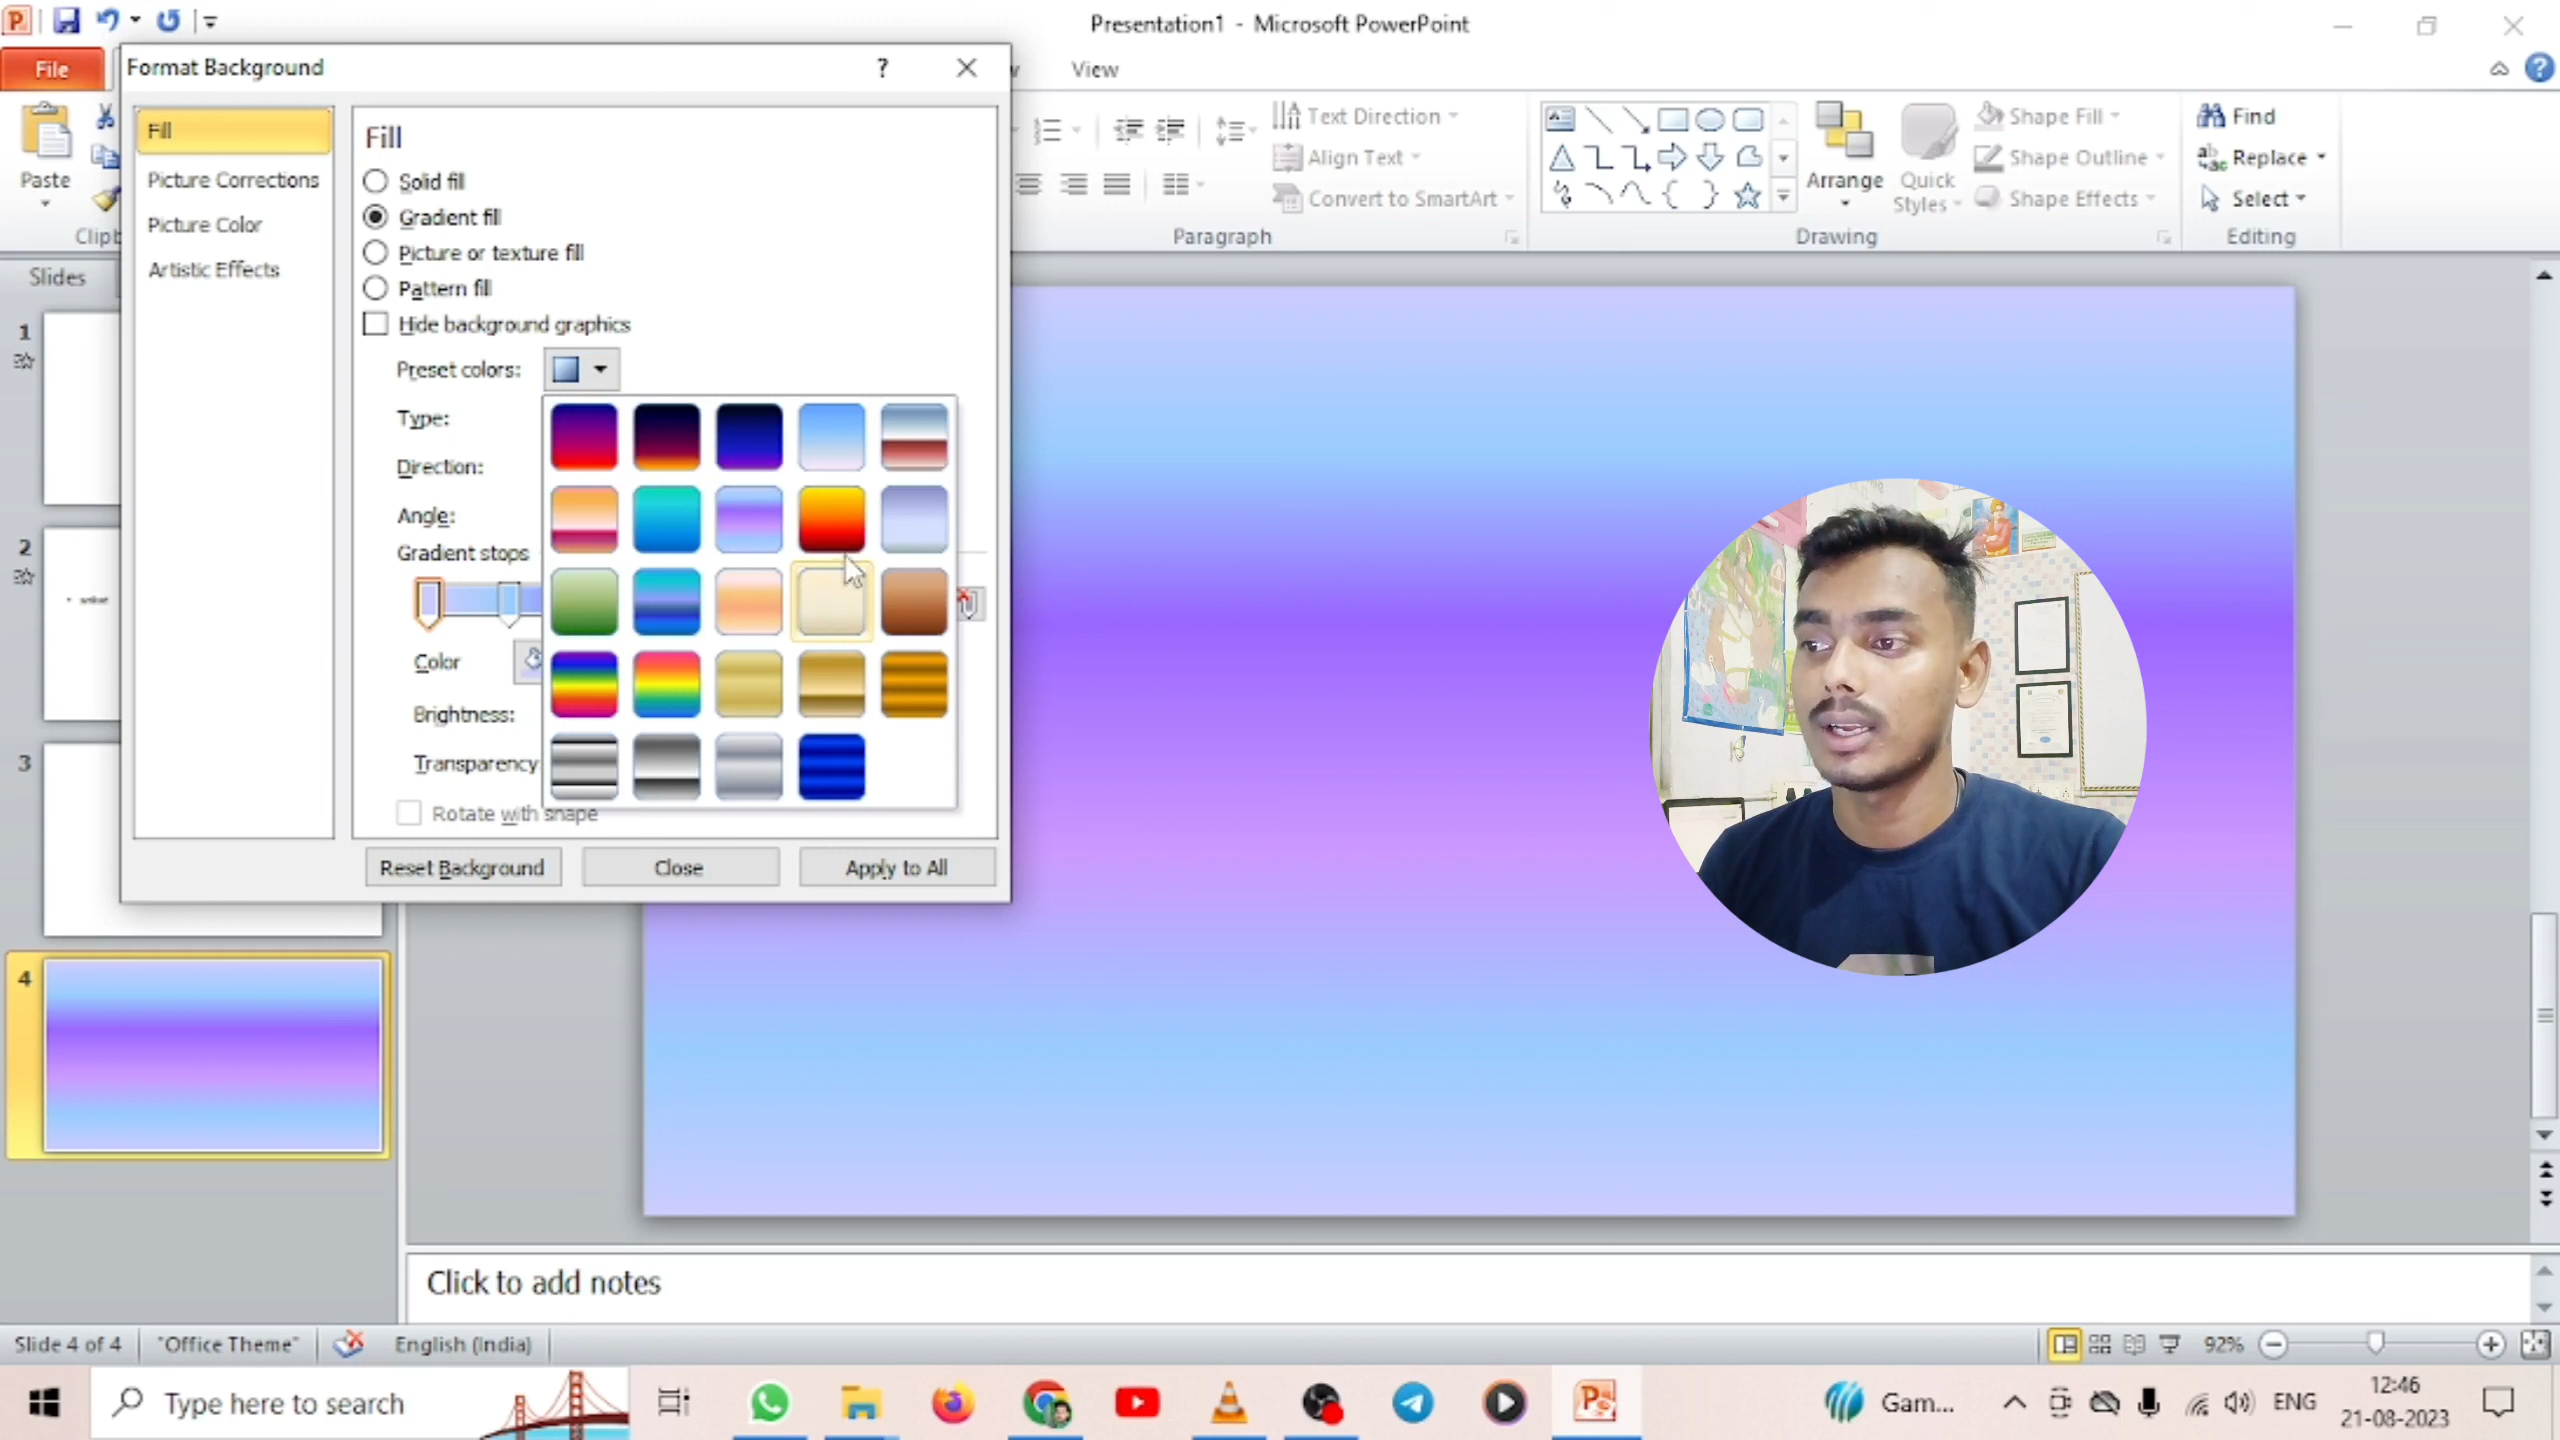 Presentation1 - Microsoft PowerPoint
File
View
Format Background
?
Fill
Picture Corrections
Picture Color
Artistic Effects
Fill
Solid fill
Gradient fill
Picture or texture fill
Pattern fill
Hide background graphics
Preset colors:
Type:
Direction:
Angle:
Gradient stops
Color
Brightness:
Transparency
Rotate with shape
Reset Background
Close
Apply to All
Paste
Text Direction
Align Text
Convert to SmartArt
Paragraph
Arrange
Quick
Styles
Shape Fill
Shape Outline
Shape Effects
Drawing
Find
Replace
Select
Editing
Slides
1
2
3
4
Click to add notes
Slide 4 of 4
"Office Theme"
English (India)
92%
Type here to search
Gam...
ENG
12:46
21-08-2023